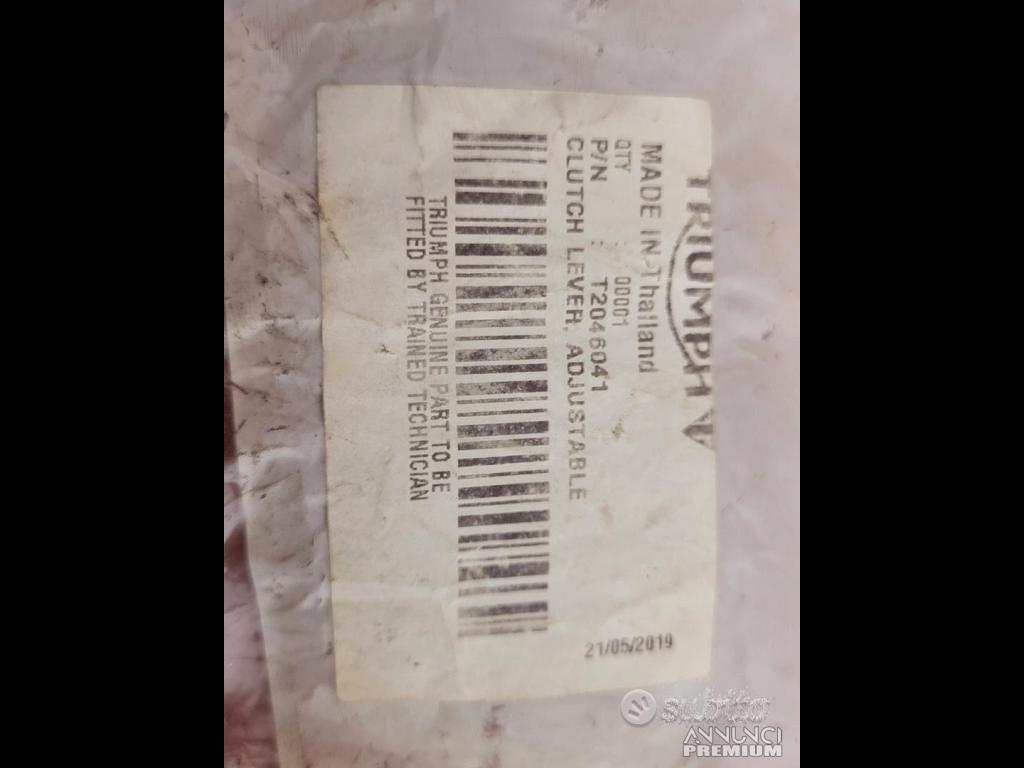 TRIUMPH
MADE IN-Thailand
QTY : 00001
P/N : T2046041
CLUTCH LEVER, ADJUSTABLE
TRIUMPH GENUINE PART TO BE
FITTED BY TRAINED TECHNICIAN
21/05/2019
subito
ANNUNCI
PREMIUM